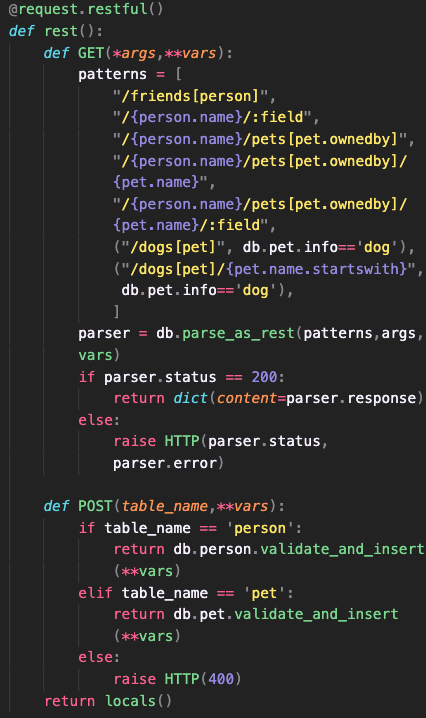 @request.restful()
def rest():
def GET(*args,**vars):
patterns = [
"/friends[person]",
"/{person.name}/:field",
"/{person.name}/pets[pet.ownedby]",
"/{person.name}/pets[pet.ownedby]/
{pet.name}",
"/{person.name}/pets[pet.ownedby]/
{pet.name}/:field",
("/dogs[pet]", db.pet.info=='dog'),
("/dogs[pet]/{pet.name.startswith}",
db.pet.info=='dog'),
]
parser = db.parse_as_rest(patterns,args,
vars)
if parser.status == 200:
return dict(content=parser.response)
else:
raise HTTP(parser.status,
parser.error)
def POST(table_name,**vars):
if table_name == 'person':
return db.person.validate_and_insert
(**vars)
elif table_name == 'pet':
return db.pet.validate_and_insert
(**vars)
else:
raise HTTP(400)
return locals()